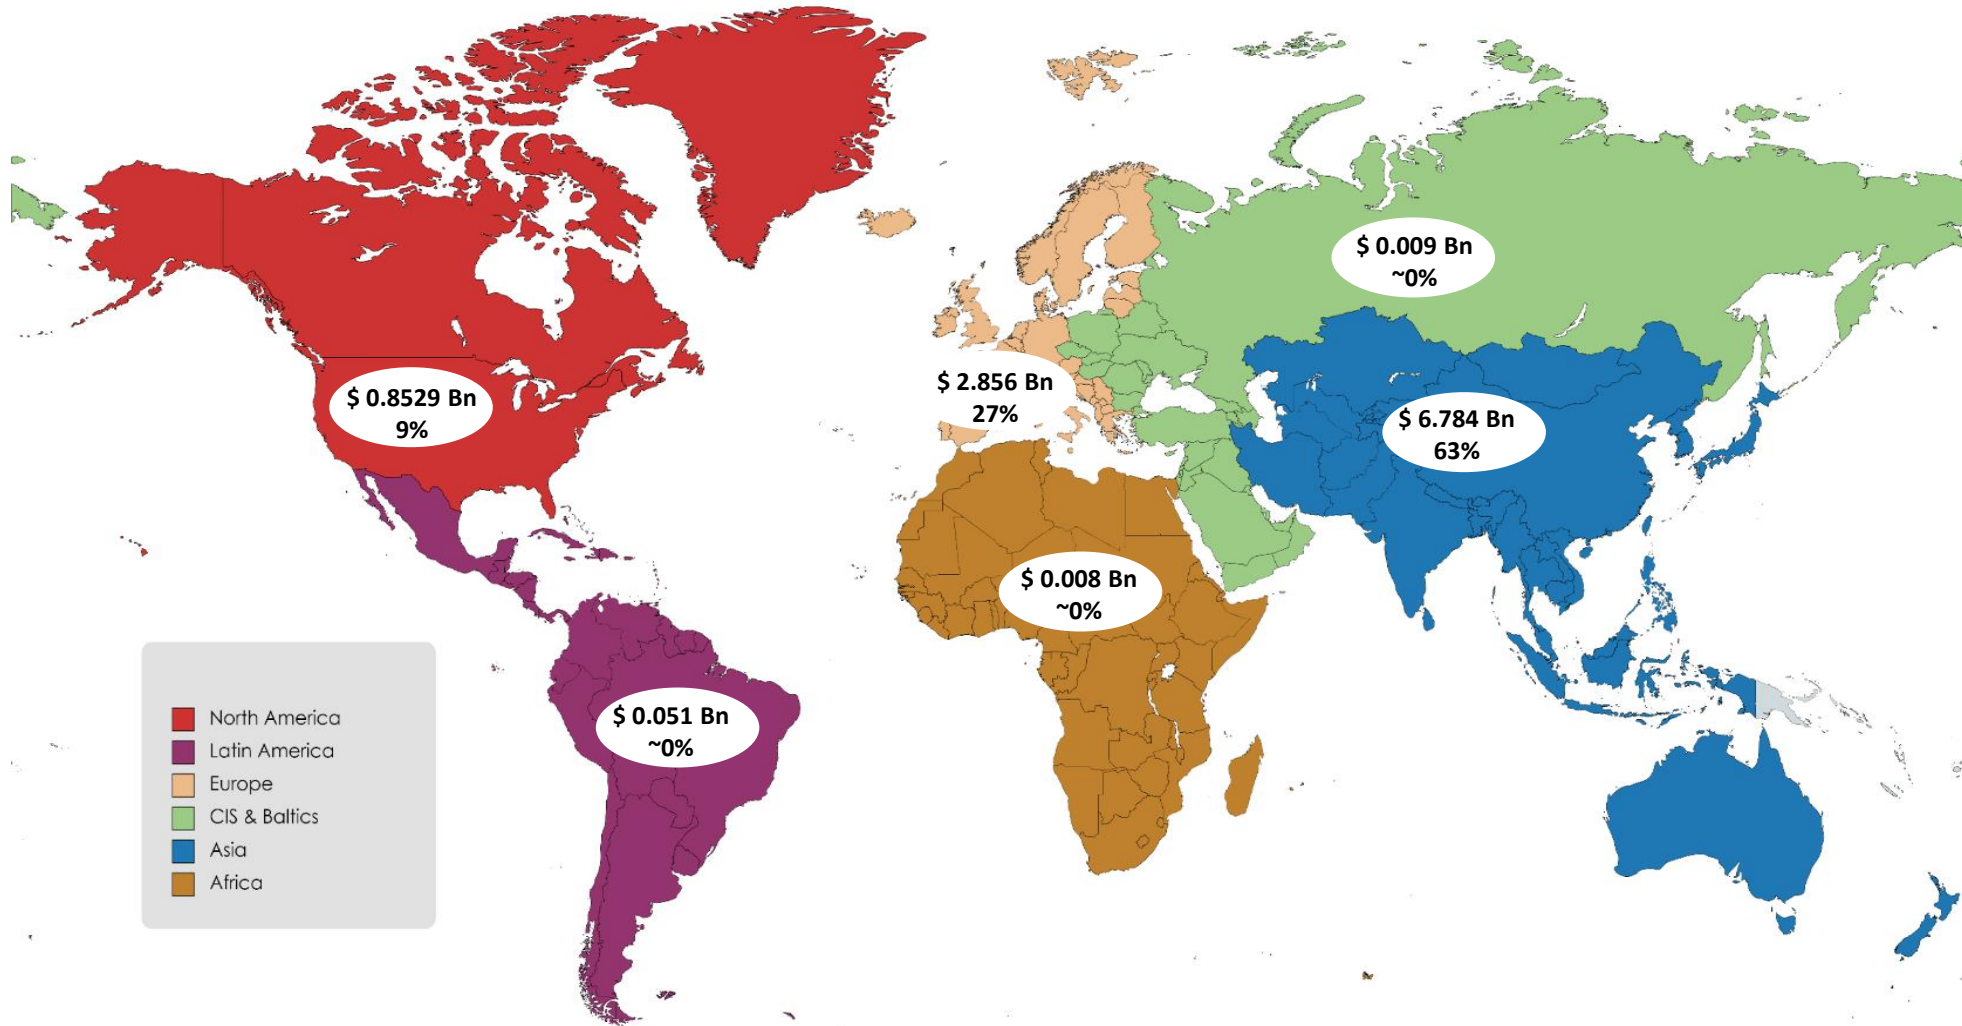 $ 0.009 Bn
~0%
$ 0.8529 Bn
9%
$ 2.856 Bn
27%
$ 6.784 Bn
63%
$ 0.008 Bn
~0%
$ 0.051 Bn
~0%
North America
Latin America
Europe
CIS & Baltics
Asia
Africa